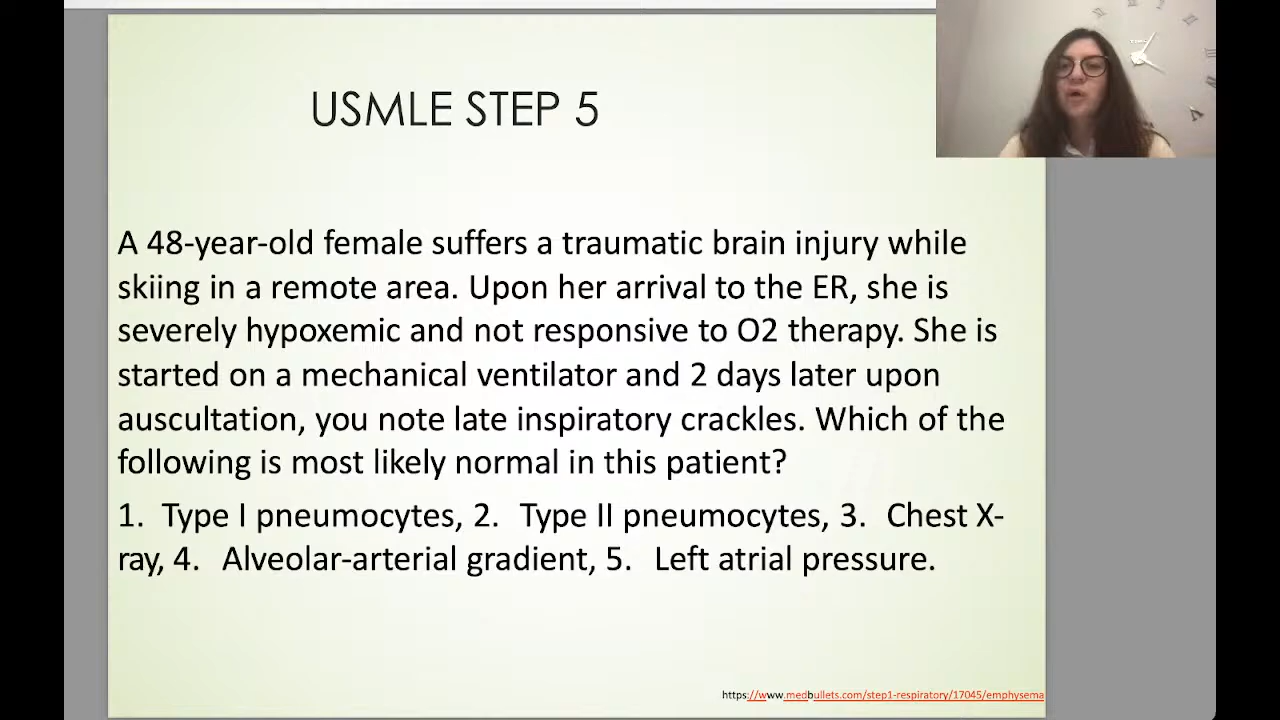 USMLE STEP 5
A 48-year-old female suffers a traumatic brain injury while
skiing in a remote area. Upon her arrival to the ER, she is
severely hypoxemic and not responsive to O2 therapy. She is
started on a mechanical ventilator and 2 days later upon
auscultation, you note late inspiratory crackles. Which of the
following is most likely normal in this patient?
1. Type I pneumocytes, 2. Type II pneumocytes, 3. Chest X-
ray, 4. Alveolar-arterial gradient, 5. Left atrial pressure.
https://www.medbullets.com/step1-respiratory/17045/emphysema